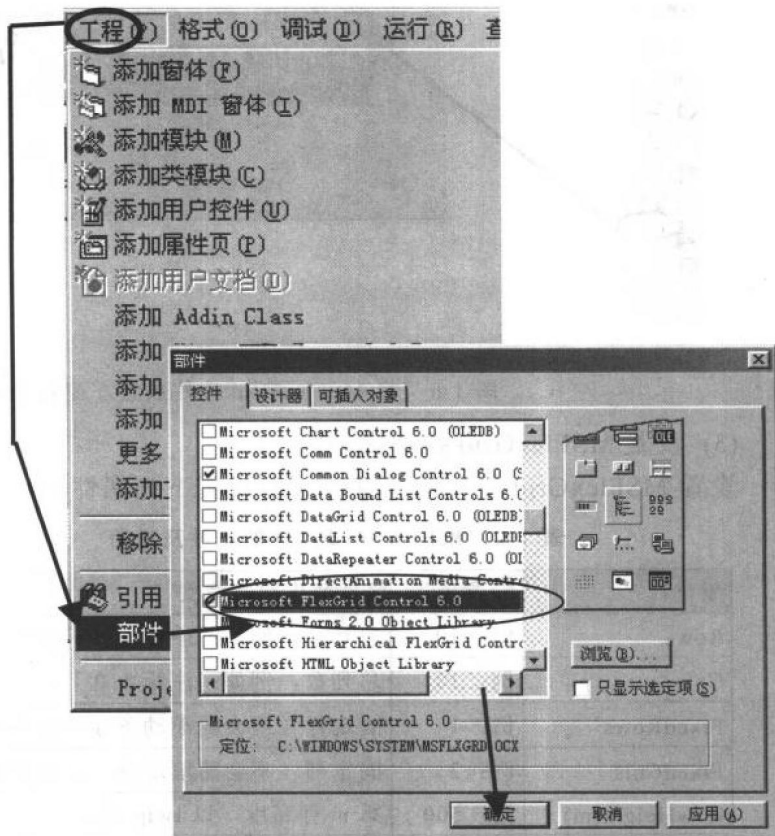 工程(P) 格式(O) 调试(D) 运行(R)
添加窗体(F)
添加 MDI 窗体(I)
添加模块(M)
添加类模块(C)
添加用户控件(U)
添加属性页(P)
添加用户文档(U)
添加 Addin Class
添加
添加
添加
更多
添加
移除
引用
部件
Proje
部件
控件 设计器 可插入对象
Microsoft Chart Control 6.0 (OLEDB)
Microsoft Comm Control 6.0
Microsoft Common Dialog Control 6.0 (S
Microsoft Data Bound List Controls 6.0
Microsoft DataGrid Control 6.0 (OLEDB)
Microsoft DataList Controls 6.0 (OLEDB
Microsoft DataRepeater Control 6.0 (OL
Microsoft DirectAnimation Media Contro
Microsoft FlexGrid Control 6.0
Microsoft Forms 2.0 Object Library
Microsoft Hierarchical FlexGrid Contro
Microsoft HTML Object Library
浏览(B)...
只显示选定项(S)
Microsoft FlexGrid Control 6.0
定位: C:\WINDOWS\SYSTEM\MSFLXGRD.OCX
确定 取消 应用(A)